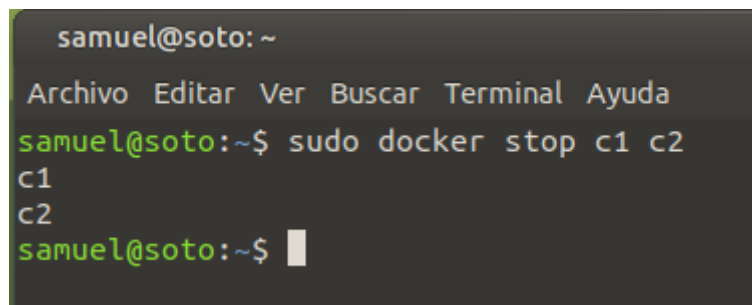 samuel@soto: ~
Archivo Editar Ver Buscar Terminal Ayuda
samuel@soto:~$ sudo docker stop c1 c2
c1
c2
samuel@soto:~$